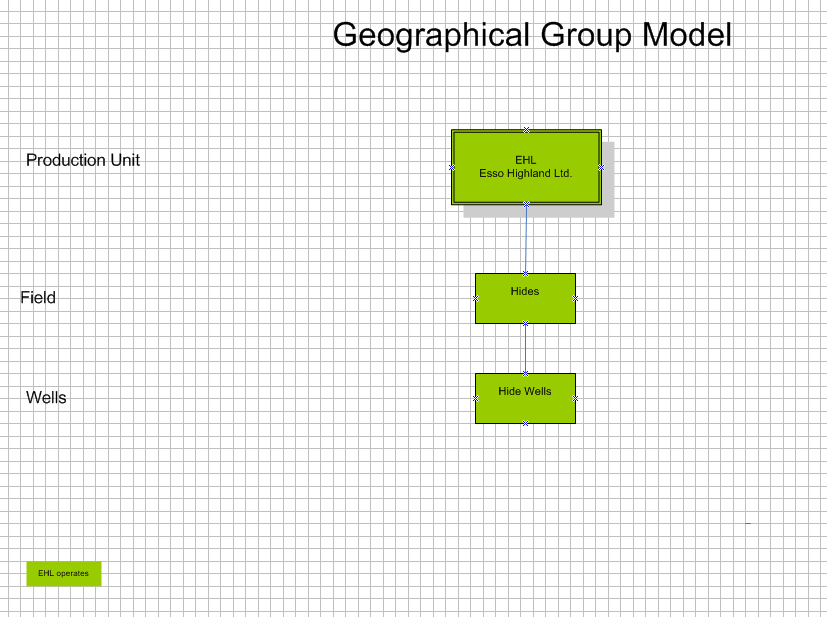 Geographical Group Model
Production Unit
EHL
Esso Highland Ltd.
Field
Hides
Wells
Hide Wells
EHL operates